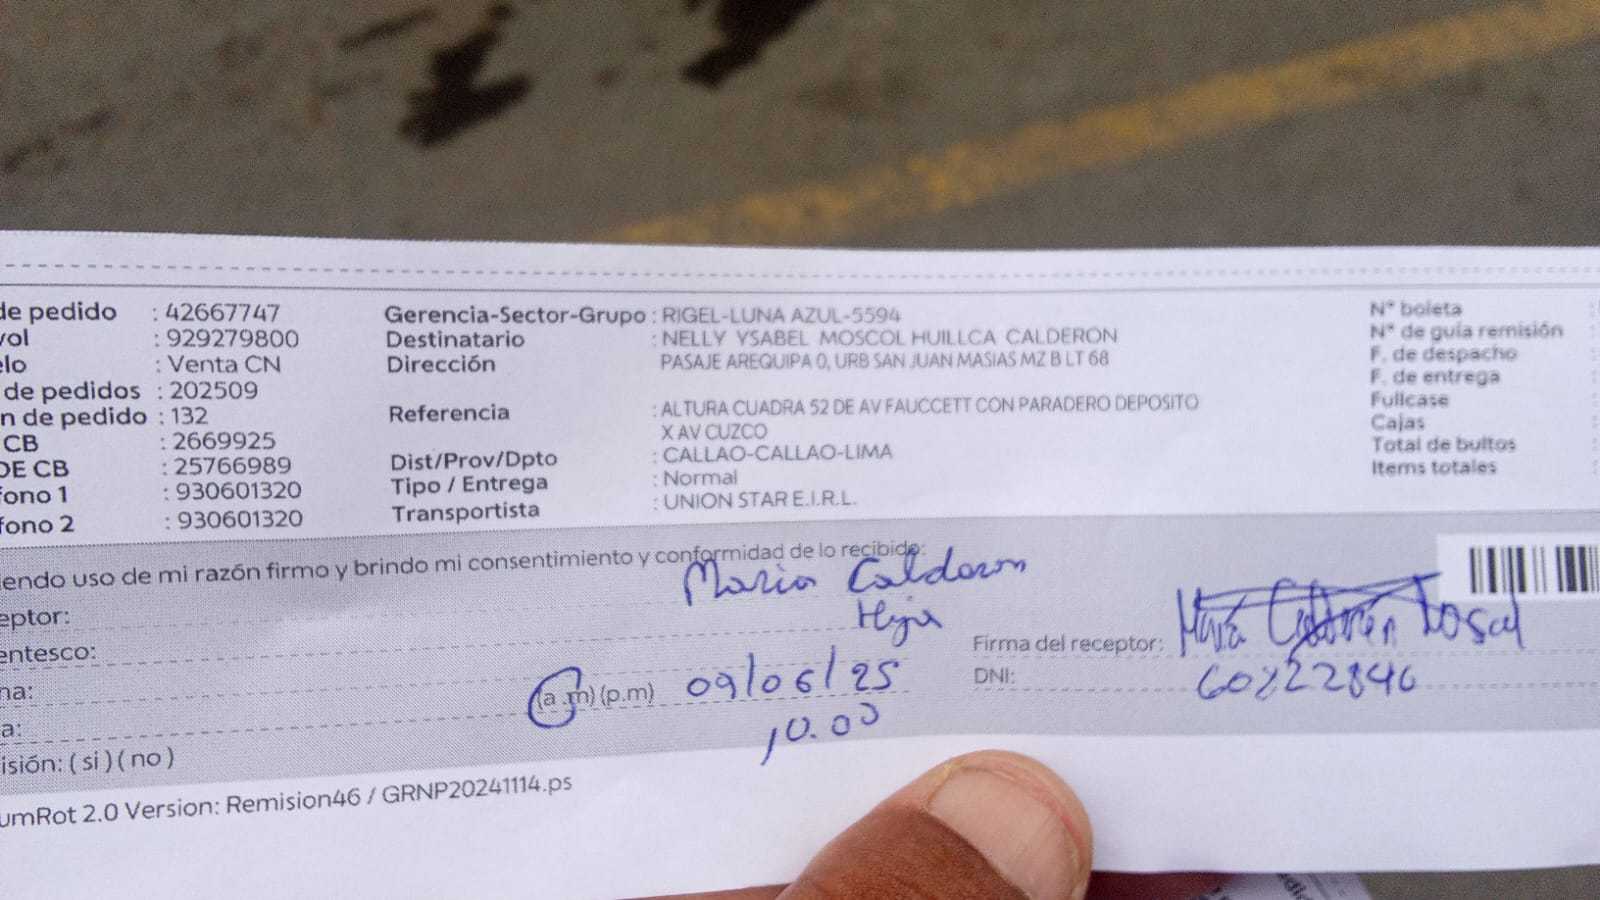 de pedido : 42667747
vol : 929279800
elo : Venta CN
de pedidos : 202509
n de pedido : 132
CB : 2669925
DE CB : 25766989
fono 1 : 930601320
fono 2 : 930601320
Gerencia-Sector-Grupo : RIGEL-LUNA AZUL-5594
Destinatario : NELLY YSABEL MOSCOL HUILLCA CALDERON
Dirección PASAJE AREQUIPA 0, URB SAN JUAN MASIAS MZ B LT 68
Referencia : ALTURA CUADRA 52 DE AV FAUCCETT CON PARADERO DEPOSITO
X AV CUZCO
Dist/Prov/Dpto : CALLAO-CALLAO-LIMA
Tipo / Entrega : Normal
Transportista : UNION STAR E.I.R.L.
N° boleta :
N° de guía remisión
F. de despacho
F. de entrega
Fullcase
Cajas
Total de bultos
Items totales
iendo uso de mi razón firmo y brindo mi consentimiento y conformidad de lo recibido:
eptor: Maria Calderon
entesco: Hija
na: (a .m) (p.m) 09/06/25
a: 10.00
Firma del receptor: Maria Calderón
DNI:
isión: ( si ) ( no )
umRot 2.0 Version: Remision46 / GRNP20241114.ps